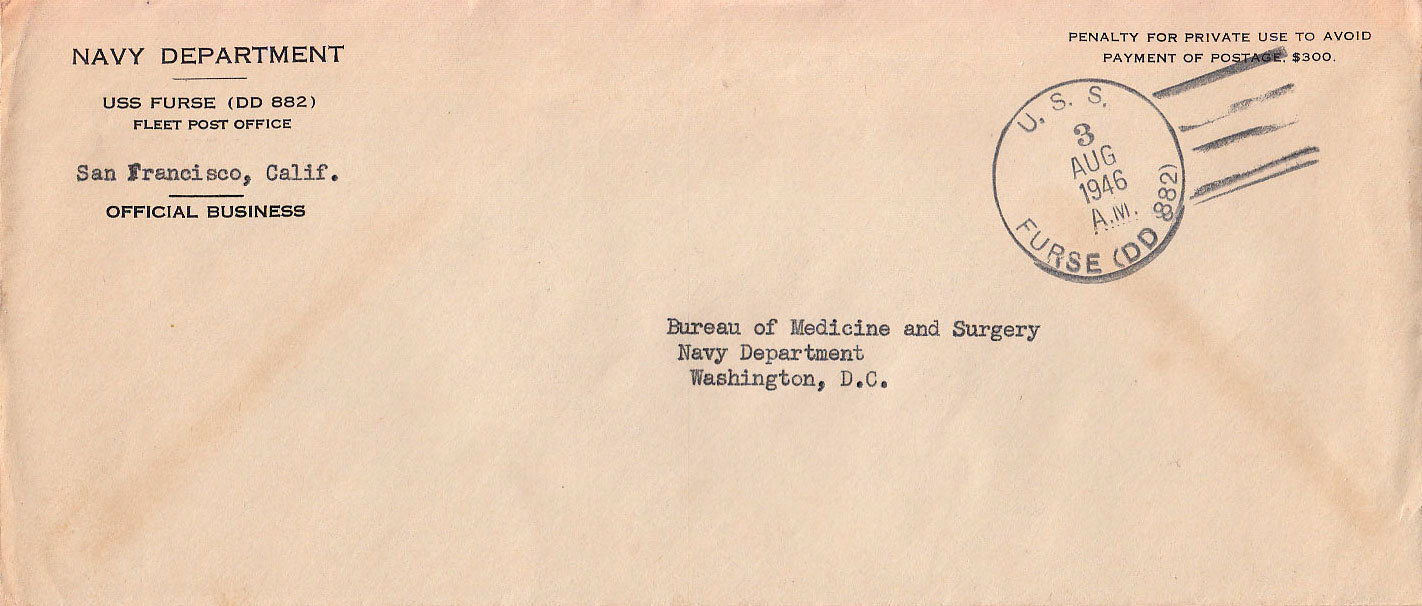 NAVY DEPARTMENT
USS FURSE (DD 882)
FLEET POST OFFICE
San Francisco, Calif.
OFFICIAL BUSINESS
PENALTY FOR PRIVATE USE TO AVOID
PAYMENT OF POSTAGE, $300.
U. S. S.
3
AUG
1946
A.M.
FURSE (DD 882)
Bureau of Medicine and Surgery
Navy Department
Washington, D.C.